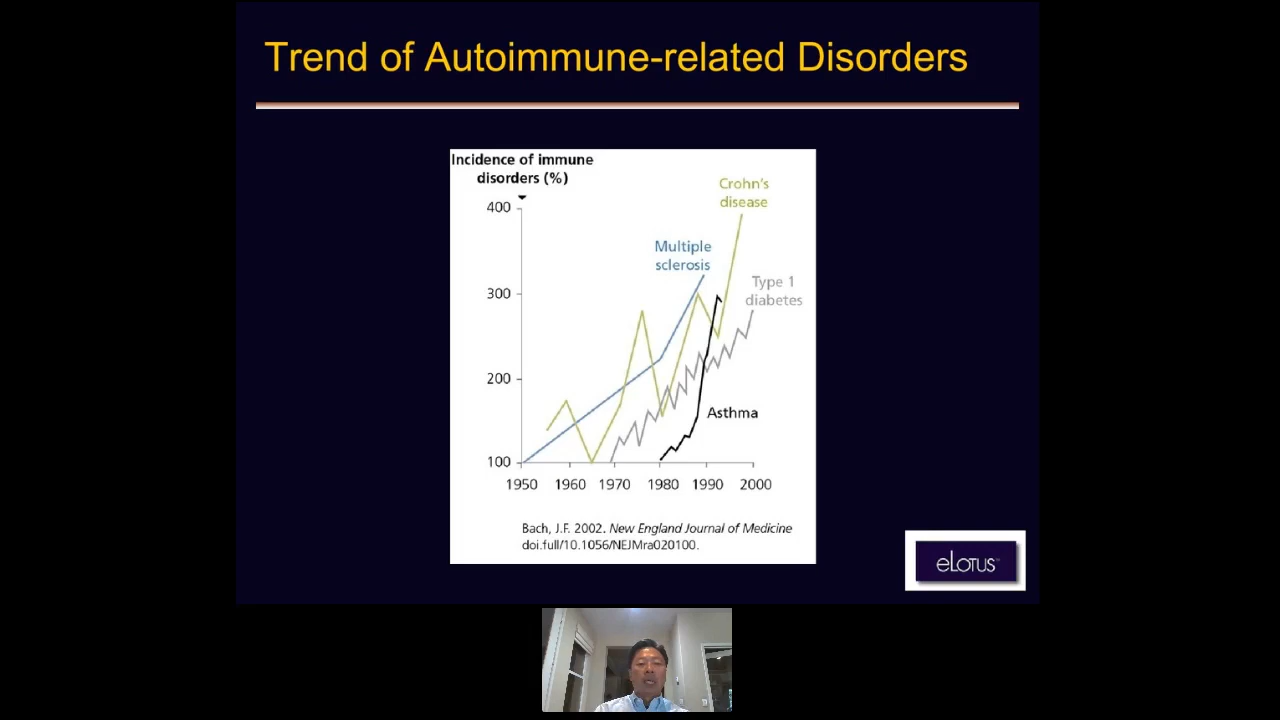 Trend of Autoimmune-related Disorders
Incidence of immune
disorders (%)
400
300
200
100
1950 1960 1970 1980 1990 2000
Crohn's
disease
Multiple
sclerosis
Type 1
diabetes
Asthma
Bach, J.F. 2002. New England Journal of Medicine
doi.full/10.1056/NEJMra020100.
eLOTUS